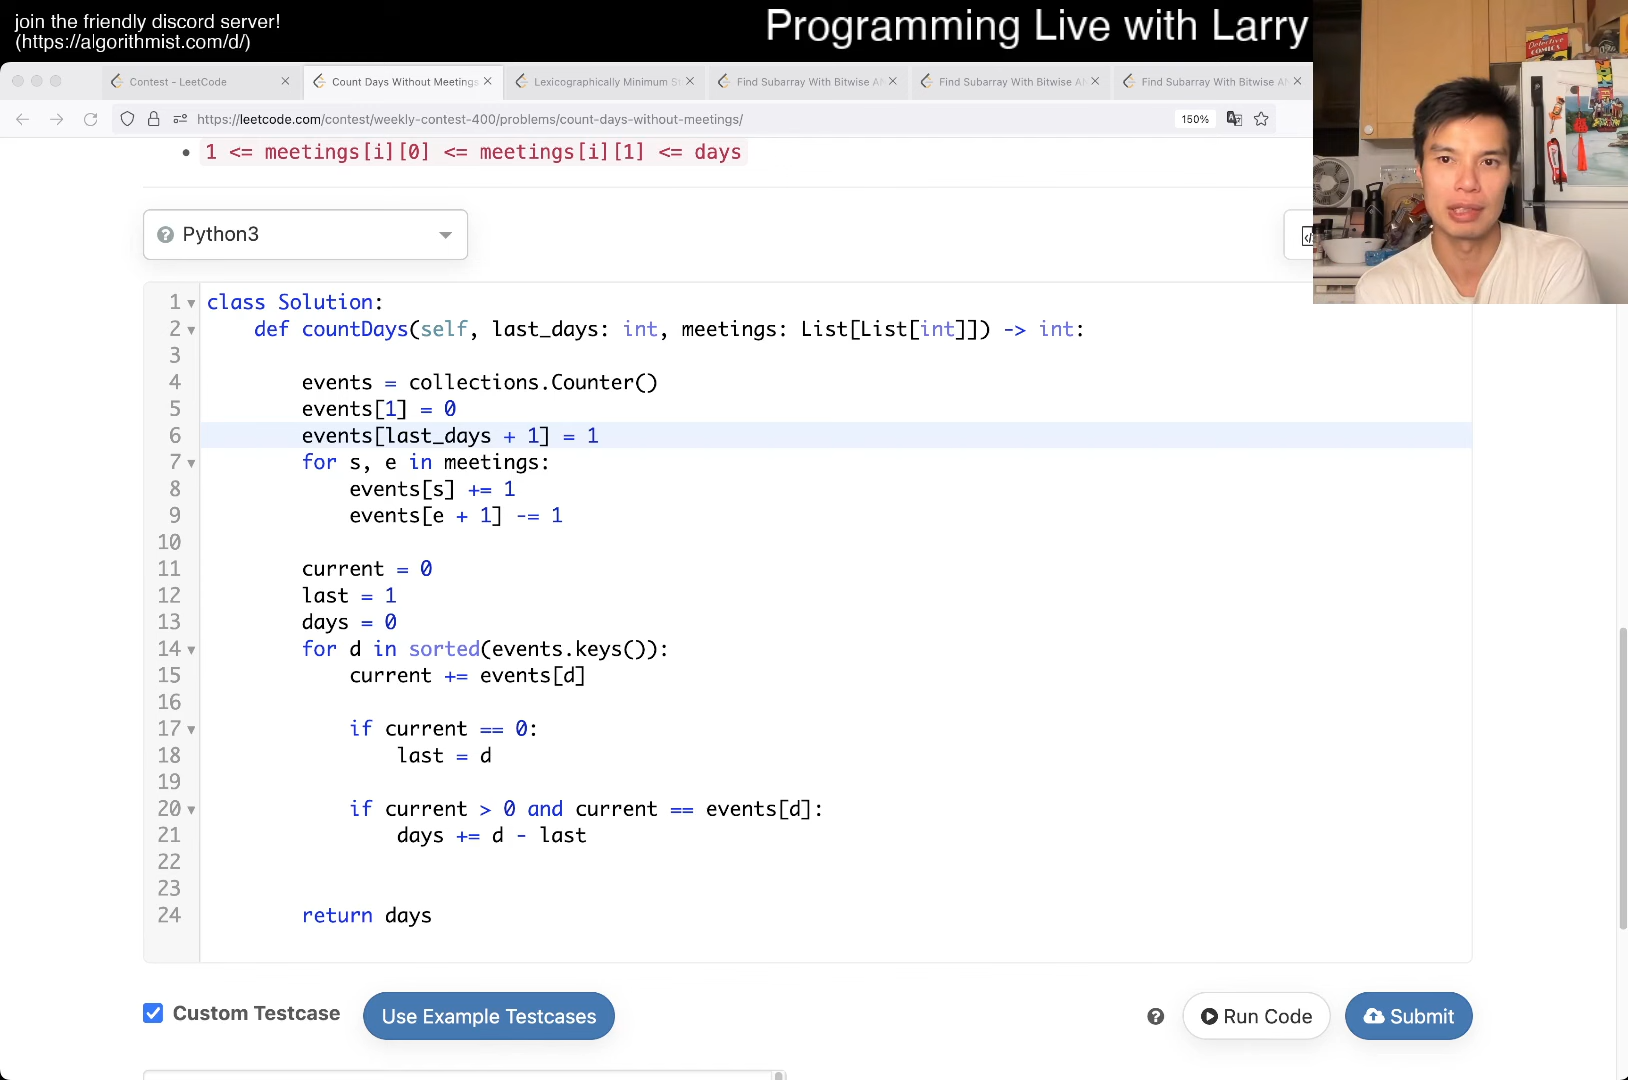 join the friendly discord server!
(https://algorithmist.com/d/)
Programming Live with Larry
Contest - LeetCode
Count Days Without Meetings
Lexicographically Minimum S
Find Subarray With Bitwise A
Find Subarray With Bitwise A
Find Subarray With Bitwise A
https://leetcode.com/contest/weekly-contest-400/problems/count-days-without-meetings/
150%
1 <= meetings[i][0] <= meetings[i][1] <= days
Python3
1 class Solution:
2 def countDays(self, last_days: int, meetings: List[List[int]]) -> int:
3
4 events = collections.Counter()
5 events[1] = 0
6 events[last_days + 1] = 1
7 for s, e in meetings:
8 events[s] += 1
9 events[e + 1] -= 1
10
11 current = 0
12 last = 1
13 days = 0
14 for d in sorted(events.keys()):
15 current += events[d]
16
17 if current == 0:
18 last = d
19
20 if current > 0 and current == events[d]:
21 days += d - last
22
23
24 return days
Custom Testcase
Use Example Testcases
Run Code
Submit